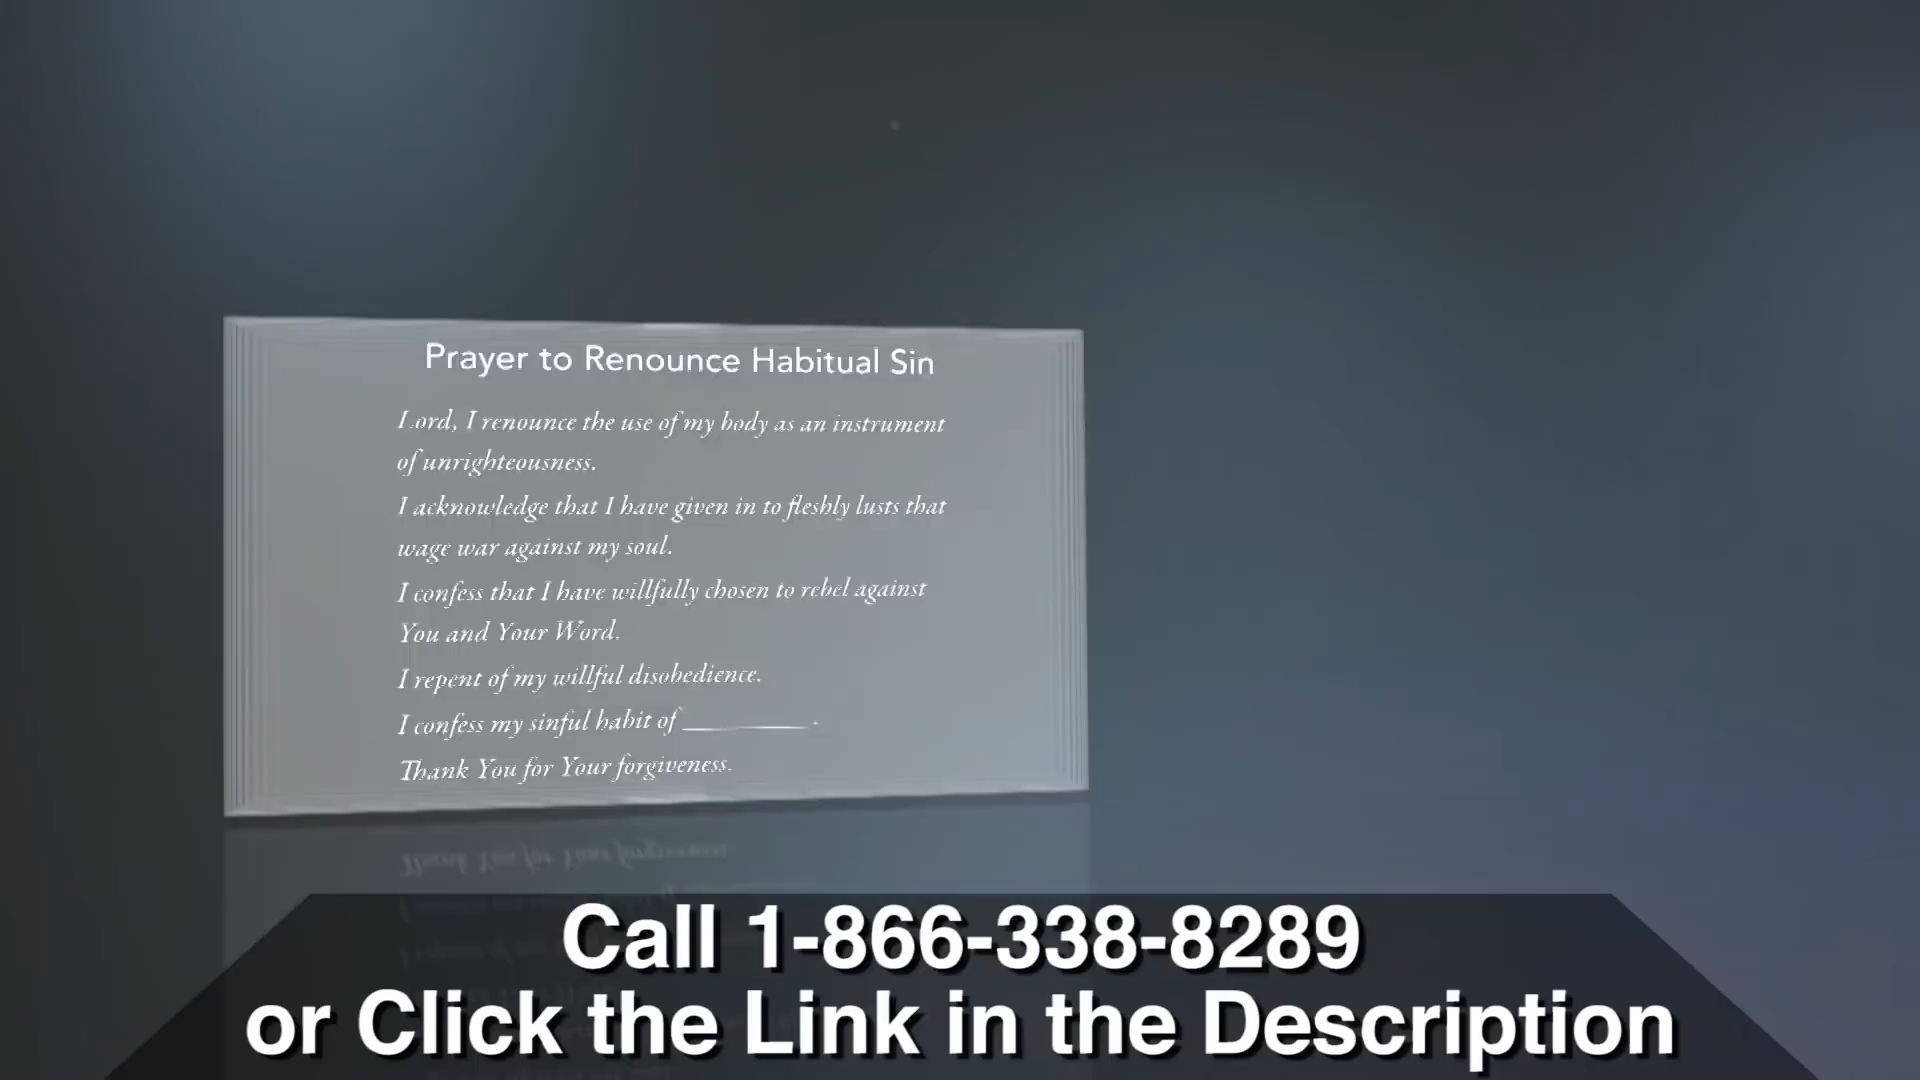 Prayer to Renounce Habitual Sin
Lord, I renounce the use of my body as an instrument
of unrighteousness.
I acknowledge that I have given in to fleshly lusts that
wage war against my soul.
I confess that I have willfully chosen to rebel against
You and Your Word.
I repent of my willful disobedience.
I confess my sinful habit of __________.
Thank You for Your forgiveness.
Call 1-866-338-8289
or Click the Link in the Description